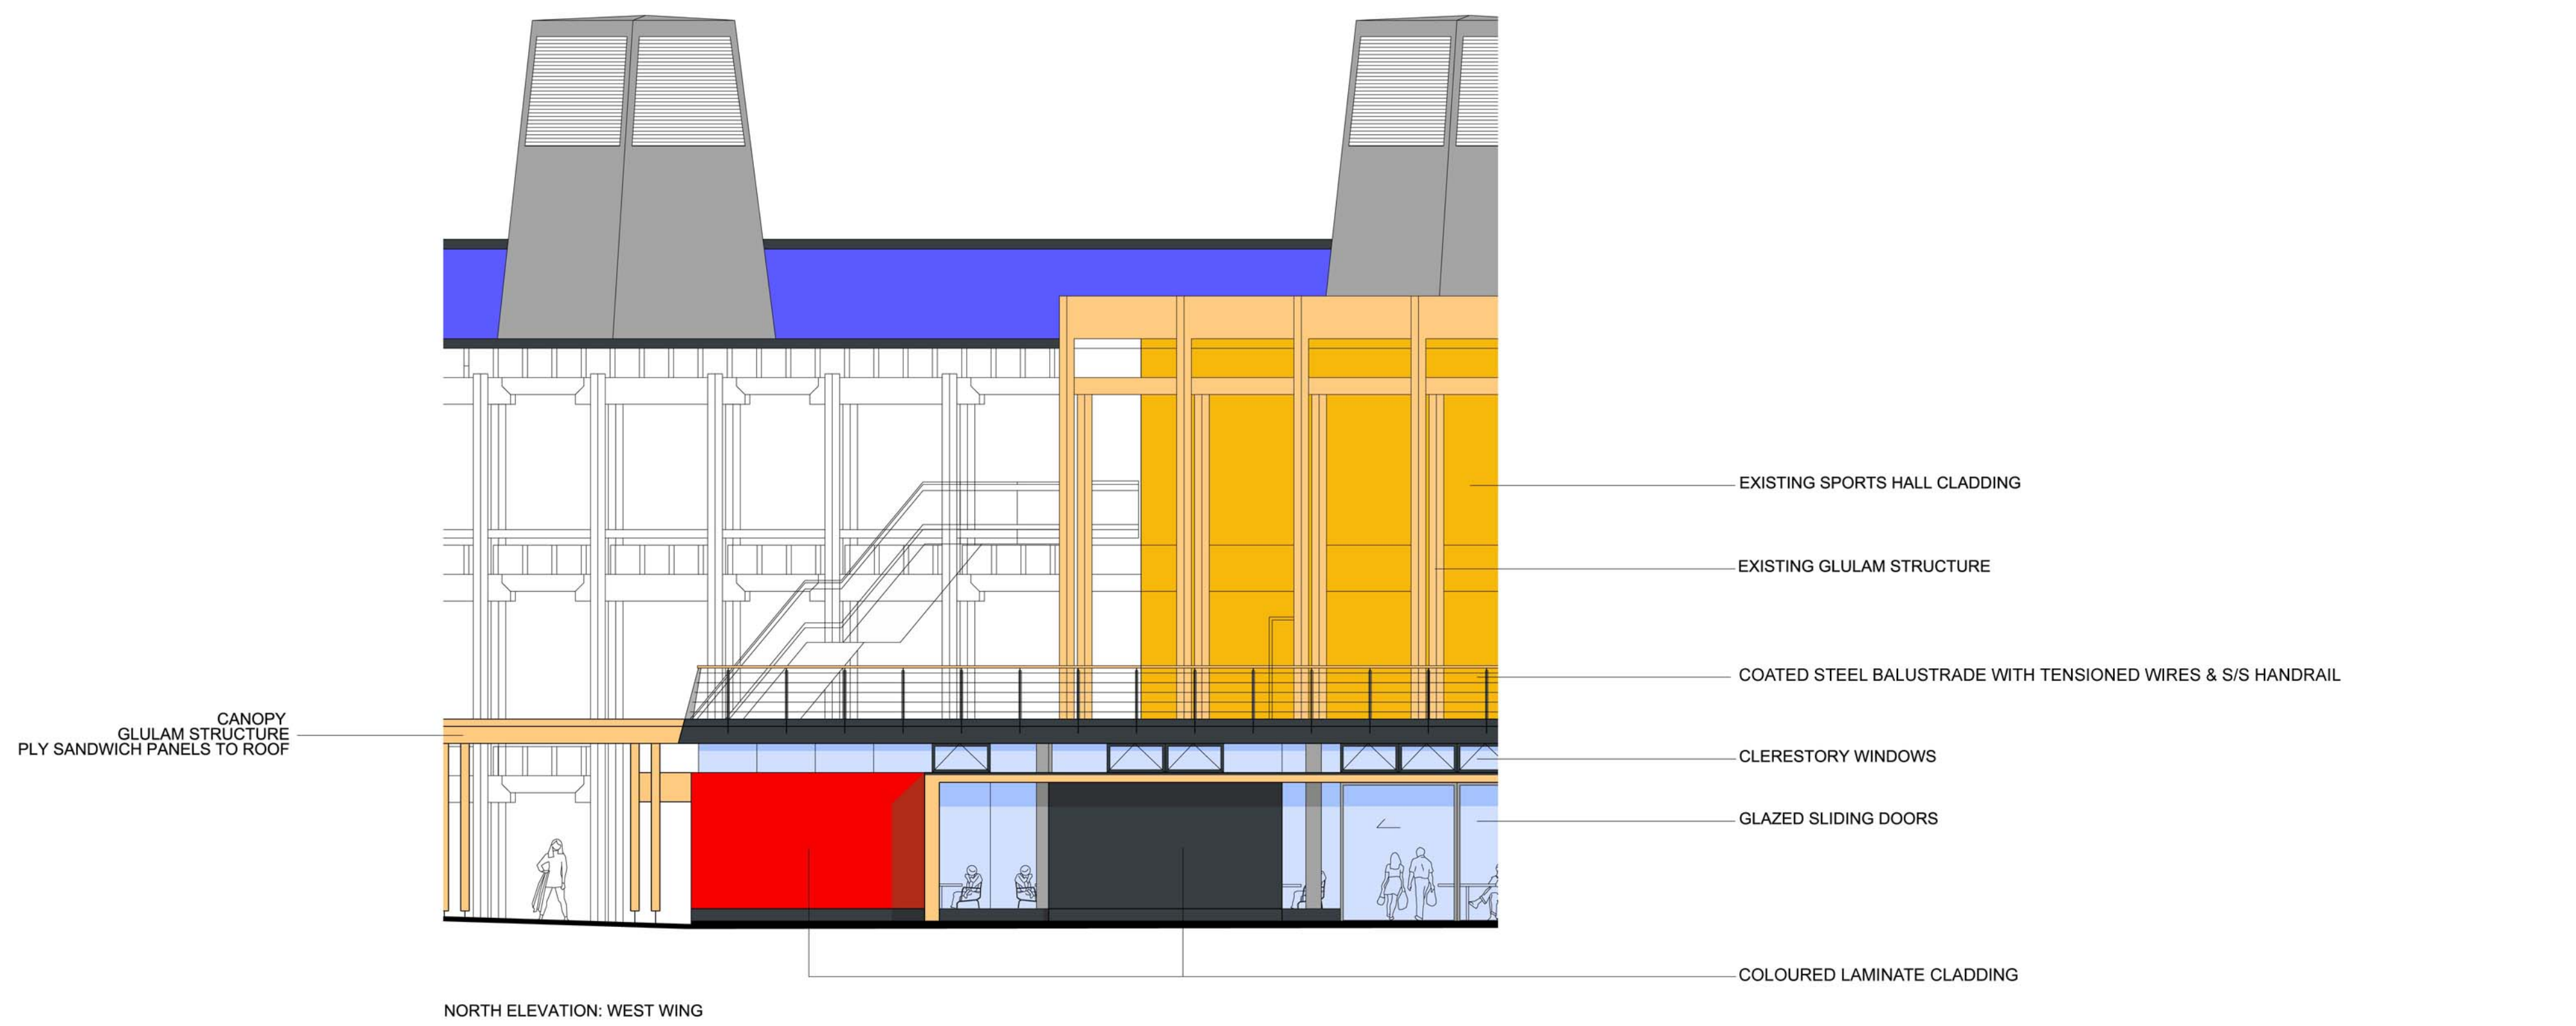 EXISTING SPORTS HALL CLADDING
EXISTING GLULAM STRUCTURE
COATED STEEL BALUSTRADE WITH TENSIONED WIRES & S/S HANDRAIL
CANOPY
GLULAM STRUCTURE
PLY SANDWICH PANELS TO ROOF
CLERESTORY WINDOWS
GLAZED SLIDING DOORS
COLOURED LAMINATE CLADDING
NORTH ELEVATION: WEST WING